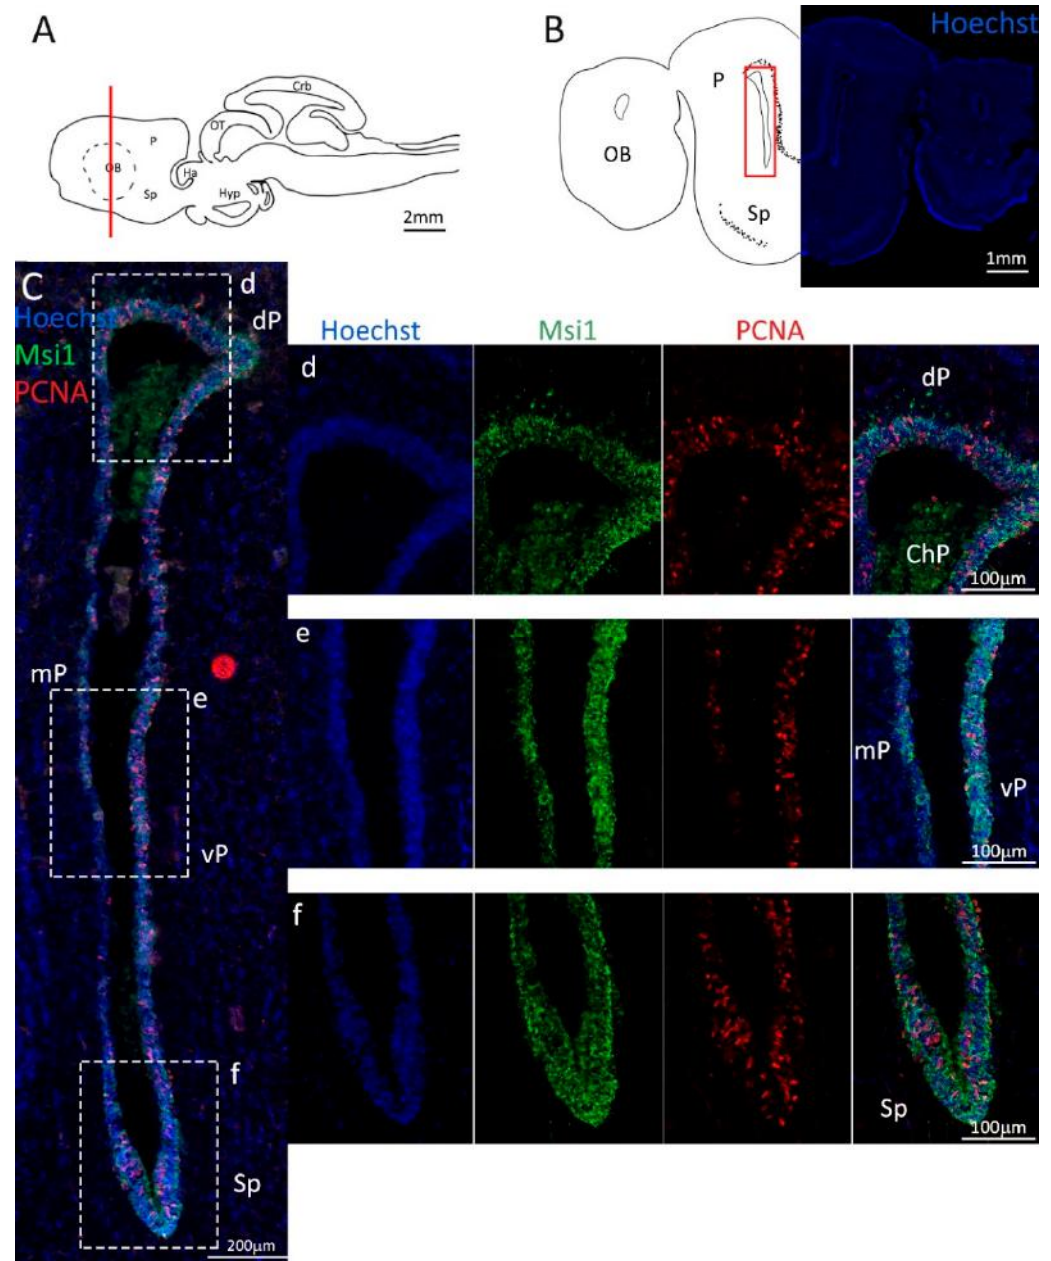 A
Crb
OT
P
OB
Ha
Sp
Hyp
2mm
B
Hoechst
P
OB
Sp
1mm
C
d
dP
Hoechst
Msi1
PCNA
mP
e
vP
f
Sp
200µm
Hoechst
Msi1
PCNA
d
dP
ChP
100µm
e
mP
vP
100µm
f
Sp
100µm